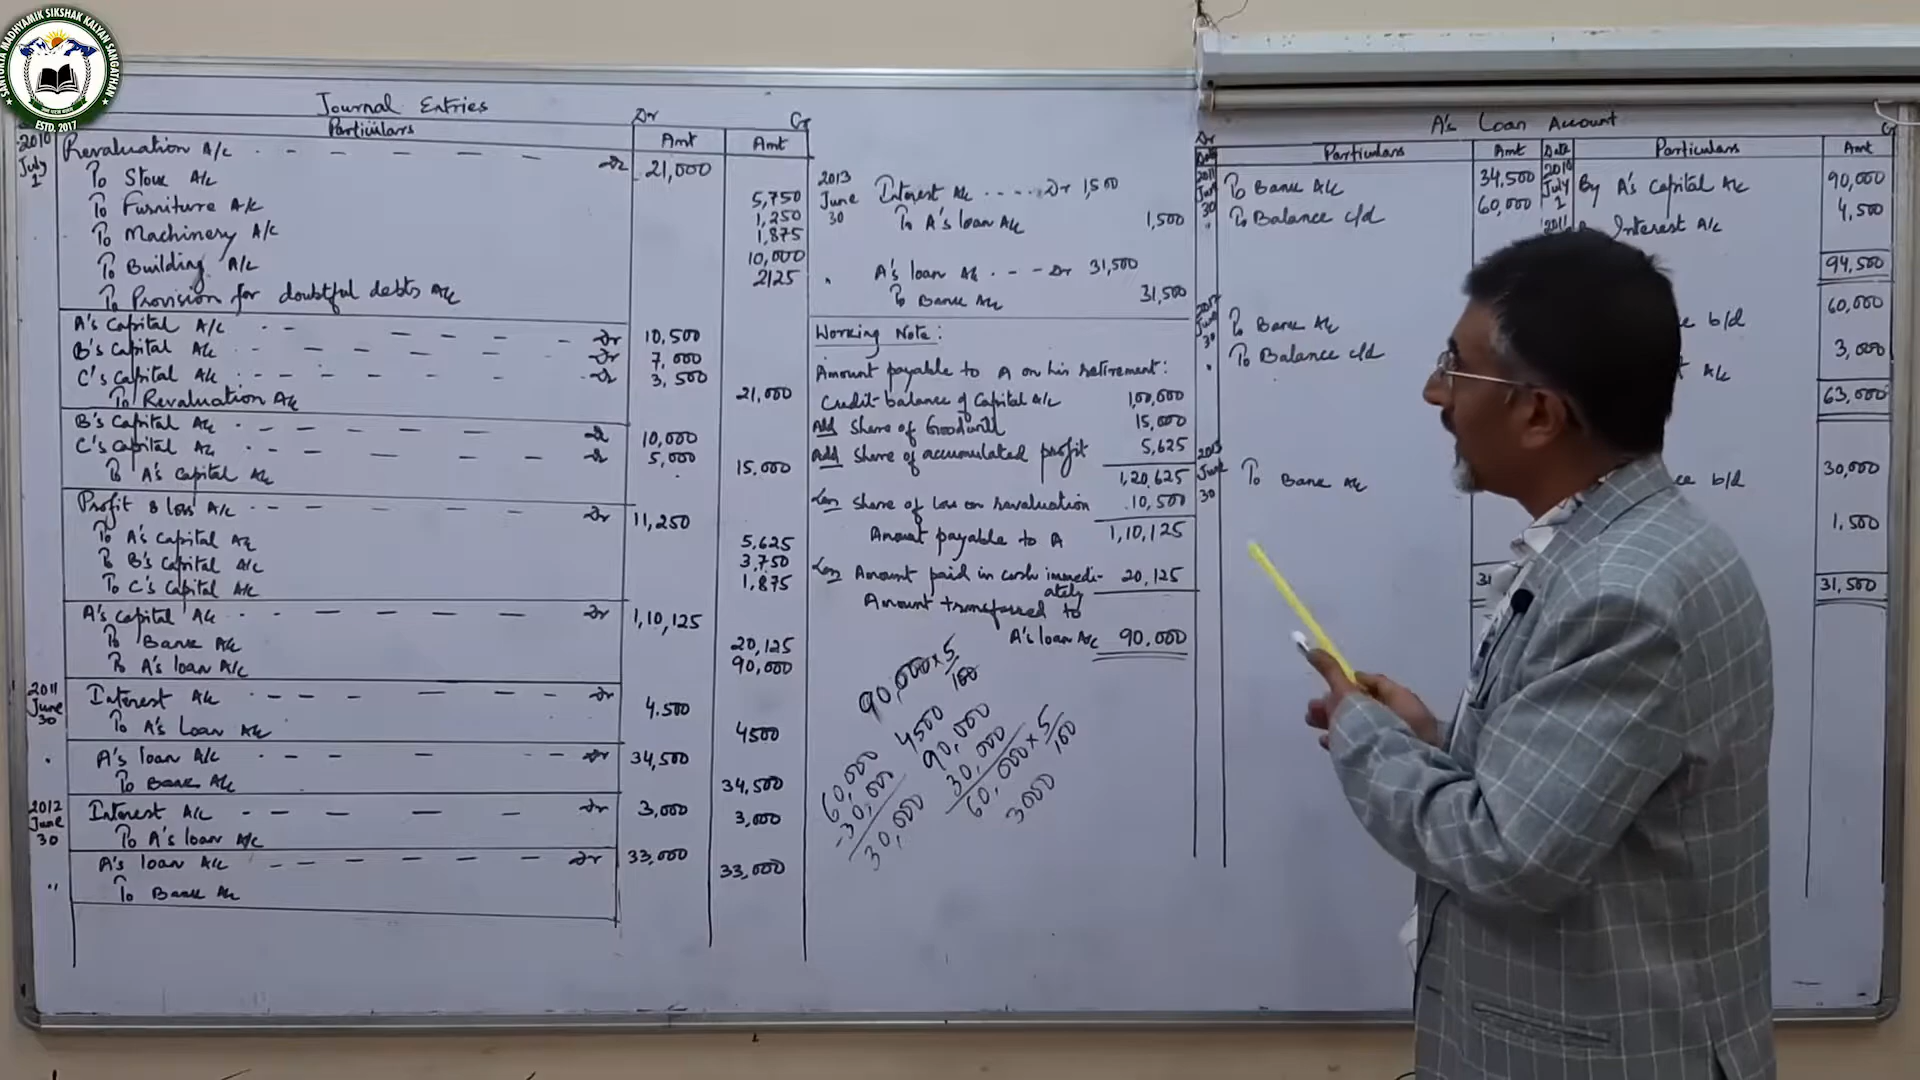 SANYUKTA MADHYAMIK SIKSHAK KALYAN SANGATHAN
ESTD. 2017
Journal Entries
Particulars Dr Amt Cr Amt
2010 July 1 Revaluation A/c Dr 21,000
To Stock A/c 5,750
To Furniture A/c 1,250
To Machinery A/c 1,875
To Building A/c 10,000
To Provision for doubtful debts A/c 2125
A's Capital A/c Dr 10,500
B's Capital A/c Dr 7,000
C's Capital A/c Dr 3,500
To Revaluation A/c 21,000
B's Capital A/c Dr 10,000
C's Capital A/c Dr 5,000
To A's Capital A/c 15,000
Profit & loss A/c Dr 11,250
To A's Capital A/c 5,625
To B's Capital A/c 3,750
To C's Capital A/c 1,875
A's Capital A/c Dr 1,10,125
To Bank A/c 20,125
To A's loan A/c 90,000
2011 June 30 Interest A/c Dr 4,500
To A's Loan A/c 4500
A's loan A/c Dr 34,500
To Bank A/c 34,500
2012 June 30 Interest A/c Dr 3,000
To A's loan A/c 3,000
" A's loan A/c Dr 33,000
To Bank A/c 33,000
2013 June 30 Interest A/c Dr 1,500
To A's loan A/c 1,500
" A's loan A/c Dr 31,500
To Bank A/c 31,500
Working Note:
Amount payable to A on his retirement:
Credit balance of Capital A/c 1,00,000
Add Share of Goodwill 15,000
Add Share of accumulated profit 5,625
1,20,625
Less Share of loss on revaluation 10,500
Amount payable to A 1,10,125
Less Amount paid in cash immediately 20,125
Amount transferred to
A's loan A/c 90,000
90,000 × 5/100
4500
90,000
30,000
60,000 × 5/100
3000
60,000
-30,000
30,000
A's Loan Account
Dr Cr
Date Particulars Amt Date Particulars Amt
2011 June 30 To Bank A/c 34,500 2010 July 1 By A's Capital A/c 90,000
" To Balance c/d 60,000 2011 Interest A/c 4,500
94,500
2012 June 30 To Bank A/c b/d 60,000
" To Balance c/d A/c 3,000
63,000
2013 June 30 To Bank A/c b/d 30,000
1,500
31 31,500